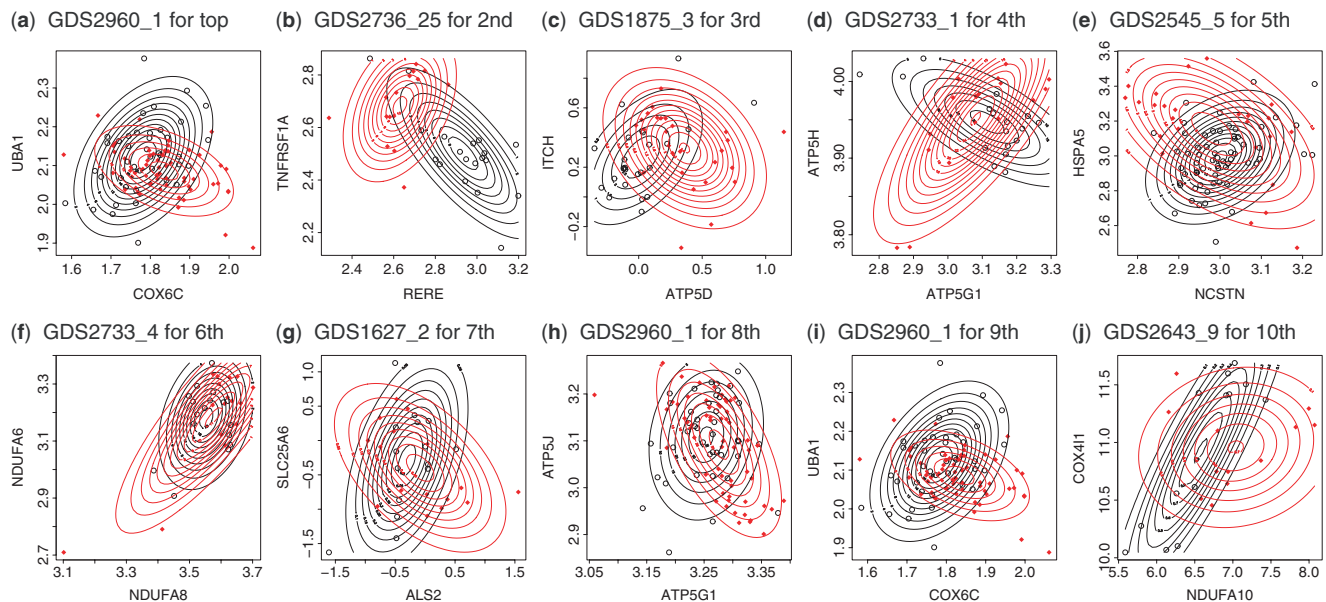 (a) GDS2960_1 for top
UBA1
1.9 2.0 2.1 2.2 2.3
1.6 1.7 1.8 1.9 2.0
COX6C
(b) GDS2736_25 for 2nd
TNFRSF1A
2.2 2.4 2.6 2.8
2.4 2.6 2.8 3.0 3.2
RERE
(c) GDS1875_3 for 3rd
ITCH
−0.2 0.2 0.6
0.0 0.5 1.0
ATP5D
(d) GDS2733_1 for 4th
ATP5H
3.80 3.90 4.00
2.8 2.9 3.0 3.1 3.2 3.3
ATP5G1
(e) GDS2545_5 for 5th
HSPA5
2.6 2.8 3.0 3.2 3.4 3.6
2.8 2.9 3.0 3.1 3.2
NCSTN
(f) GDS2733_4 for 6th
NDUFA6
2.7 2.9 3.1 3.3
3.1 3.3 3.5 3.7
NDUFA8
(g) GDS1627_2 for 7th
SLC25A6
−1.5 −0.5 0.5 1.0
−1.5 −0.5 0.5 1.5
ALS2
(h) GDS2960_1 for 8th
ATP5J
2.9 3.0 3.1 3.2
3.05 3.15 3.25 3.35
ATP5G1
(i) GDS2960_1 for 9th
UBA1
1.9 2.0 2.1 2.2 2.3
1.6 1.7 1.8 1.9 2.0
COX6C
(j) GDS2643_9 for 10th
COX4I1
10.0 10.5 11.0 11.5
5.5 6.0 6.5 7.0 7.5 8.0
NDUFA10